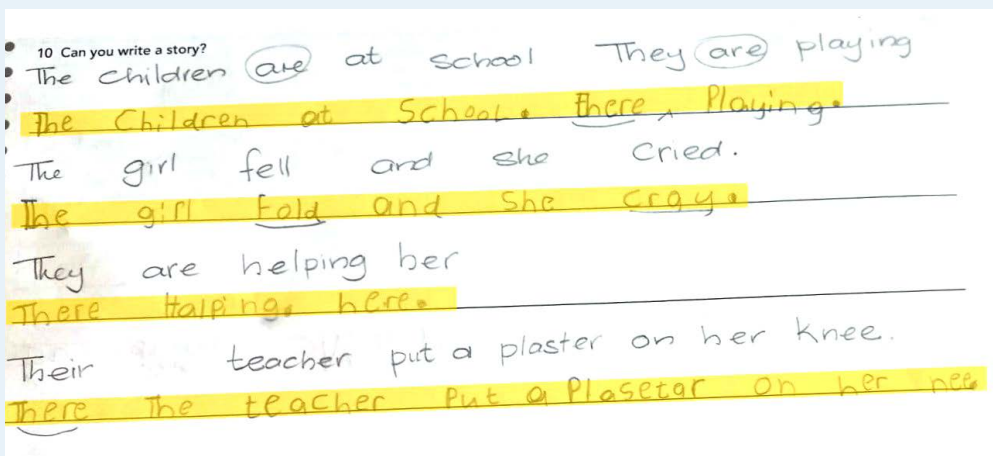 10 Can you write a story?
The children are at school They are playing
The Children at School. there ^ Playing.
The girl fell and she cried.
The girl Fold and She cray.
They are helping her
There Halping. here.
Their teacher put a plaster on her knee.
There The teacher Put a Plasetar on her nee.